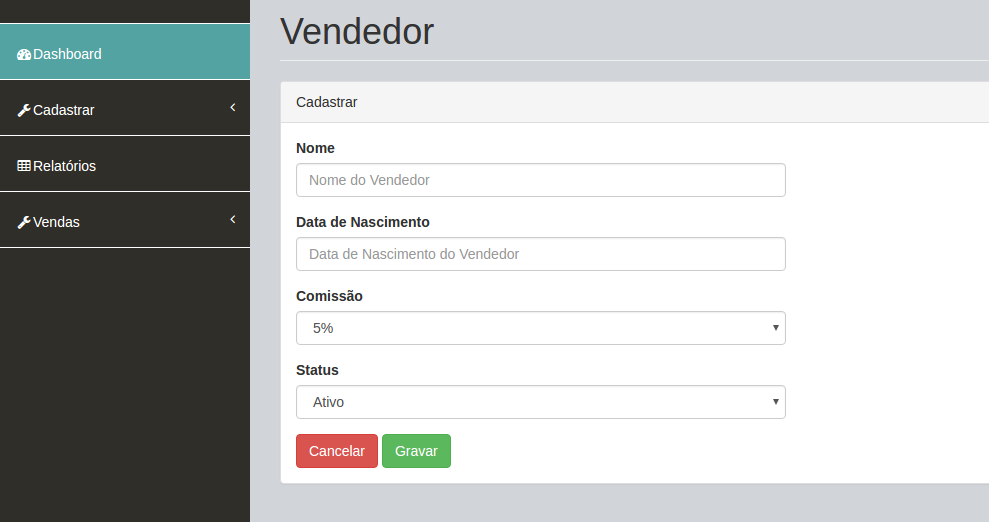 Dashboard
Cadastrar
Relatórios
Vendas
Vendedor
Cadastrar
Nome
Nome do Vendedor
Data de Nascimento
Data de Nascimento do Vendedor
Comissão
5%
Status
Ativo
Cancelar Gravar